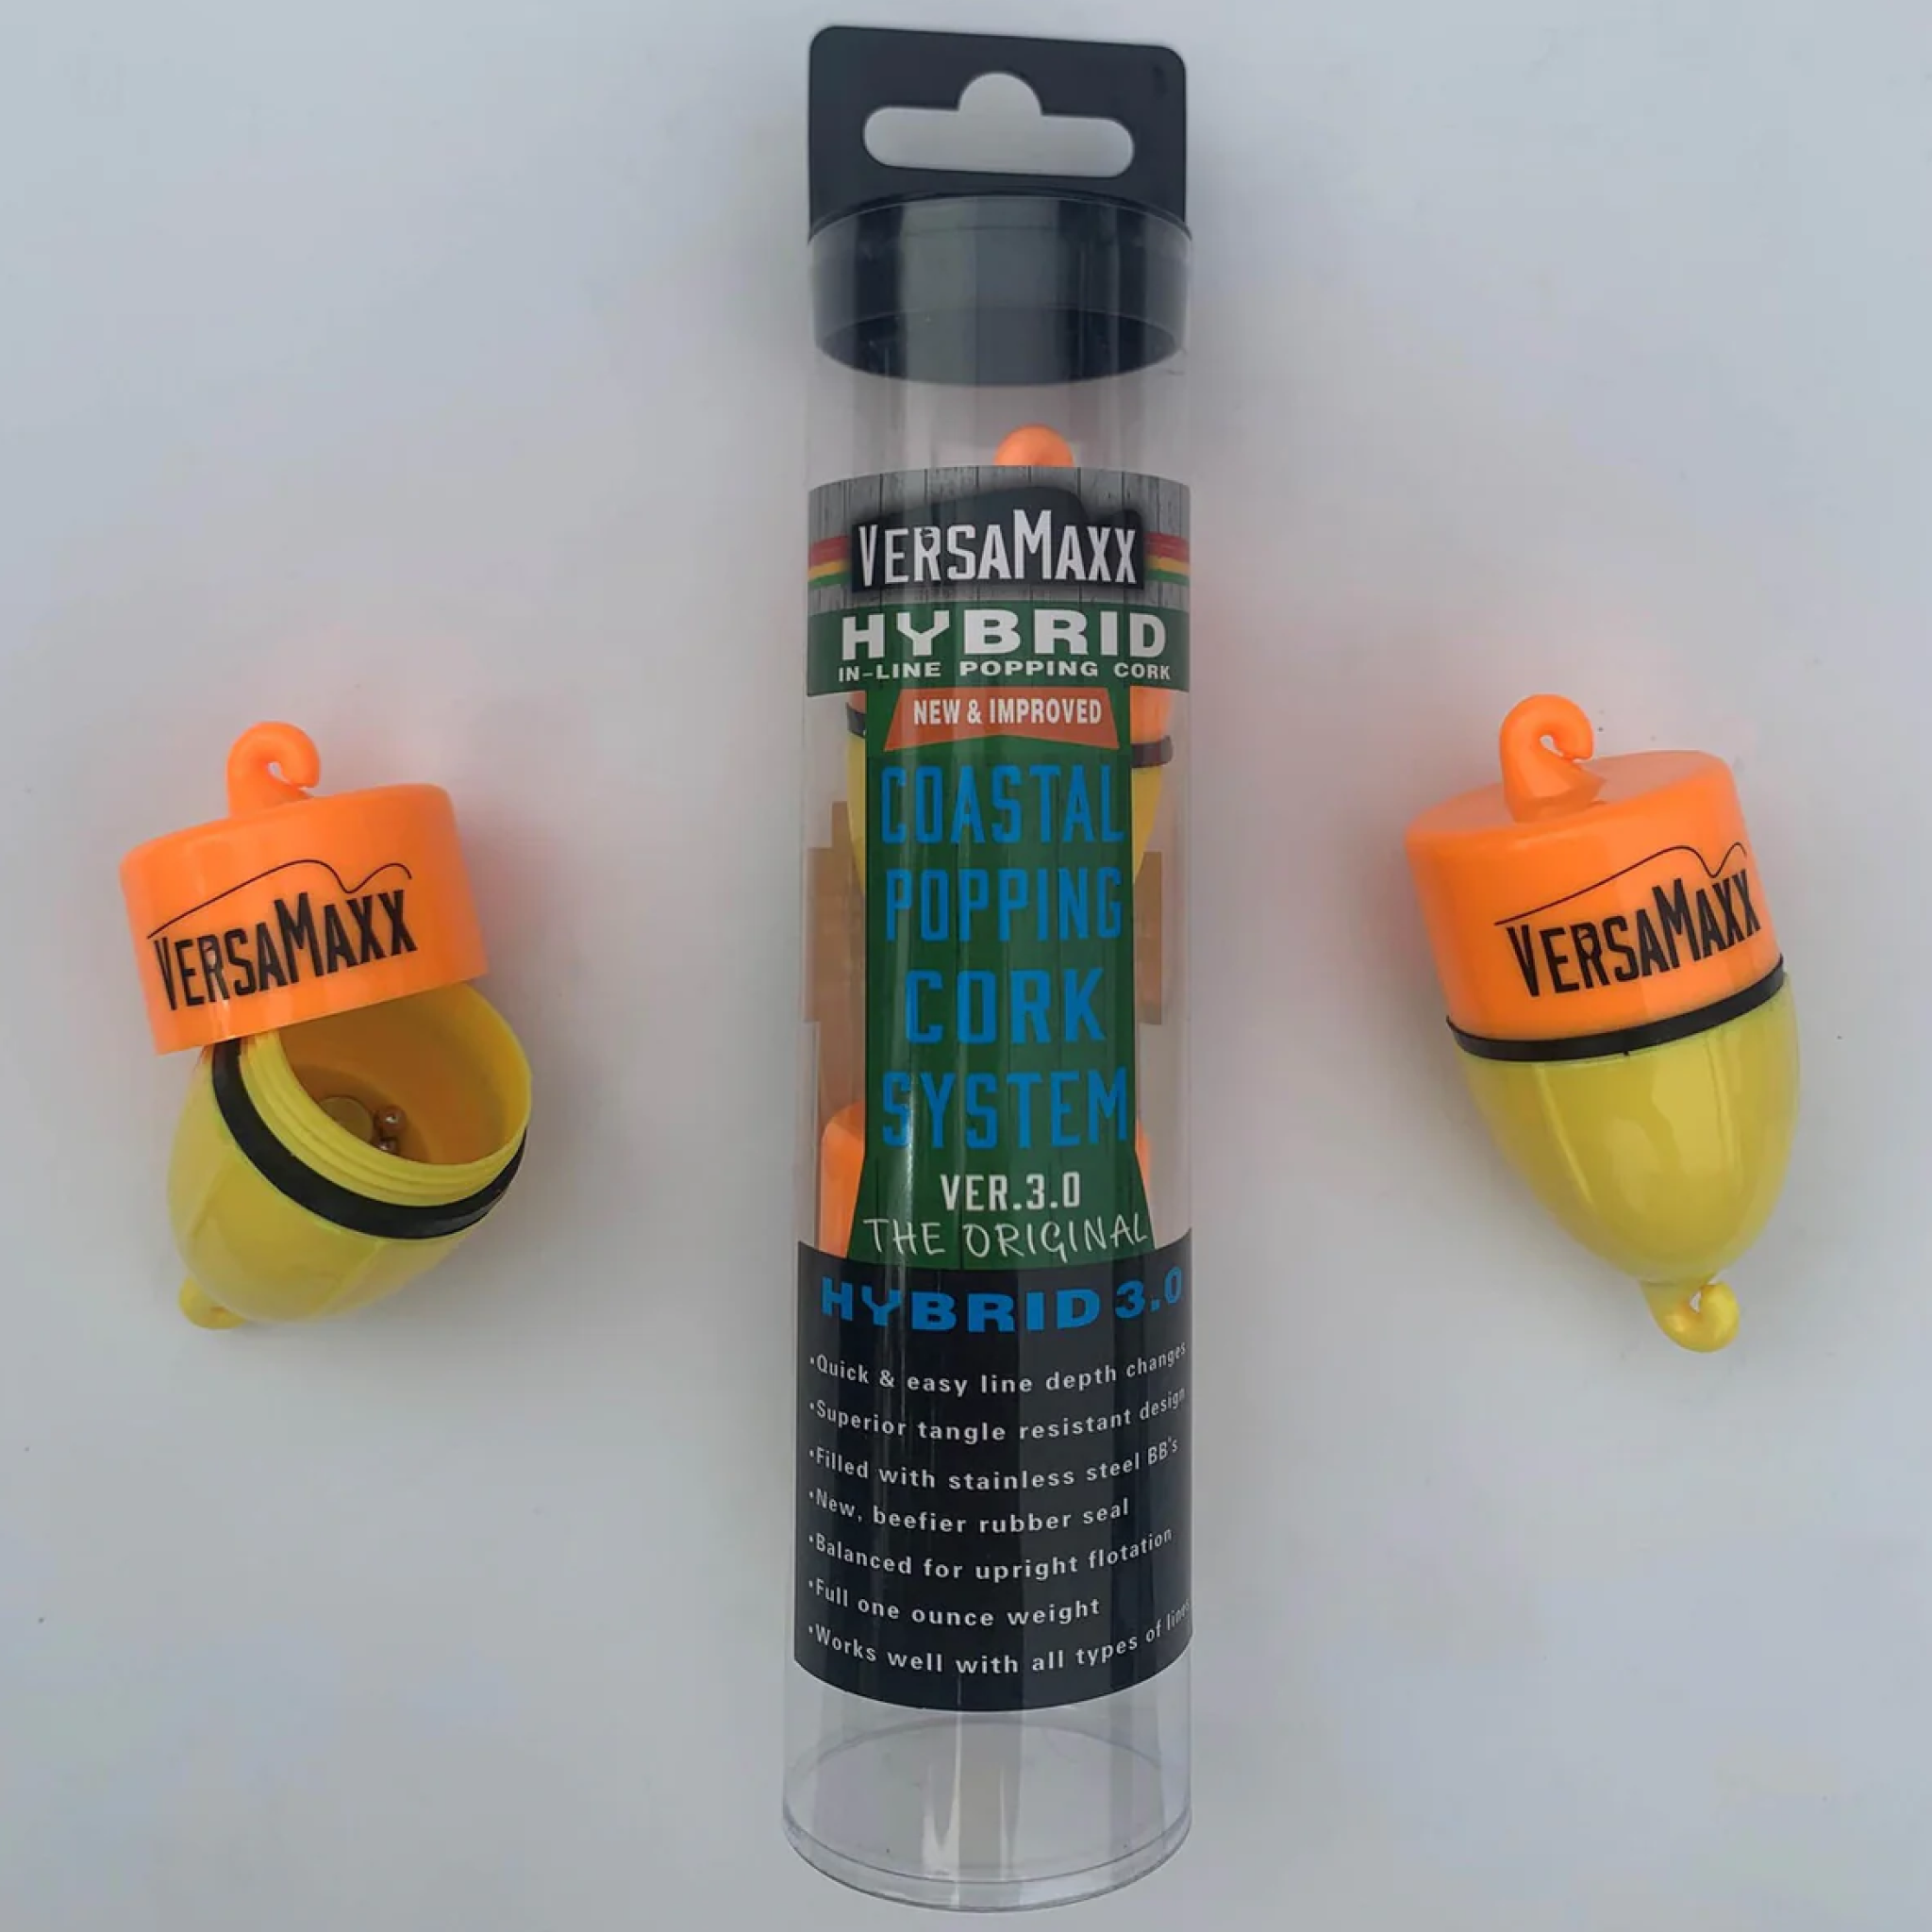 VERSAMAXX
HYBRID
IN-LINE POPPING CORK
NEW & IMPROVED
COASTAL
POPPING
CORK
SYSTEM
VER.3.0
THE ORIGINAL
HYBRID 3.0
•Quick & easy line depth changes
•Superior tangle resistant design
•Filled with stainless steel BB's
•New, beefier rubber seal
•Balanced for upright flotation
•Full one ounce weight
•Works well with all types of lines
VERSAMAXX
VERSAMAXX